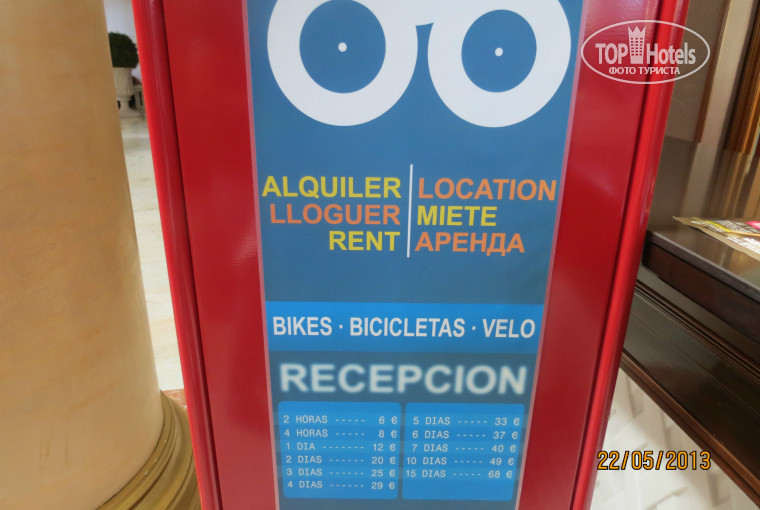 TOP Hotels
ФОТО ТУРИСТА
ALQUILER
LLOGUER
RENT
LOCATION
MIETE
АРЕНДА
BIKES · BICICLETAS · VELO
RECEPCION
2 HORAS ----- 6 €
4 HORAS ----- 8 €
1 DIA ----- 12 €
2 DIAS ----- 20 €
3 DIAS ----- 25 €
4 DIAS ----- 29 €
5 DIAS ----- 33 €
6 DIAS ----- 37 €
7 DIAS ----- 40 €
10 DIAS ----- 49 €
15 DIAS ----- 68 €
22/05/2013